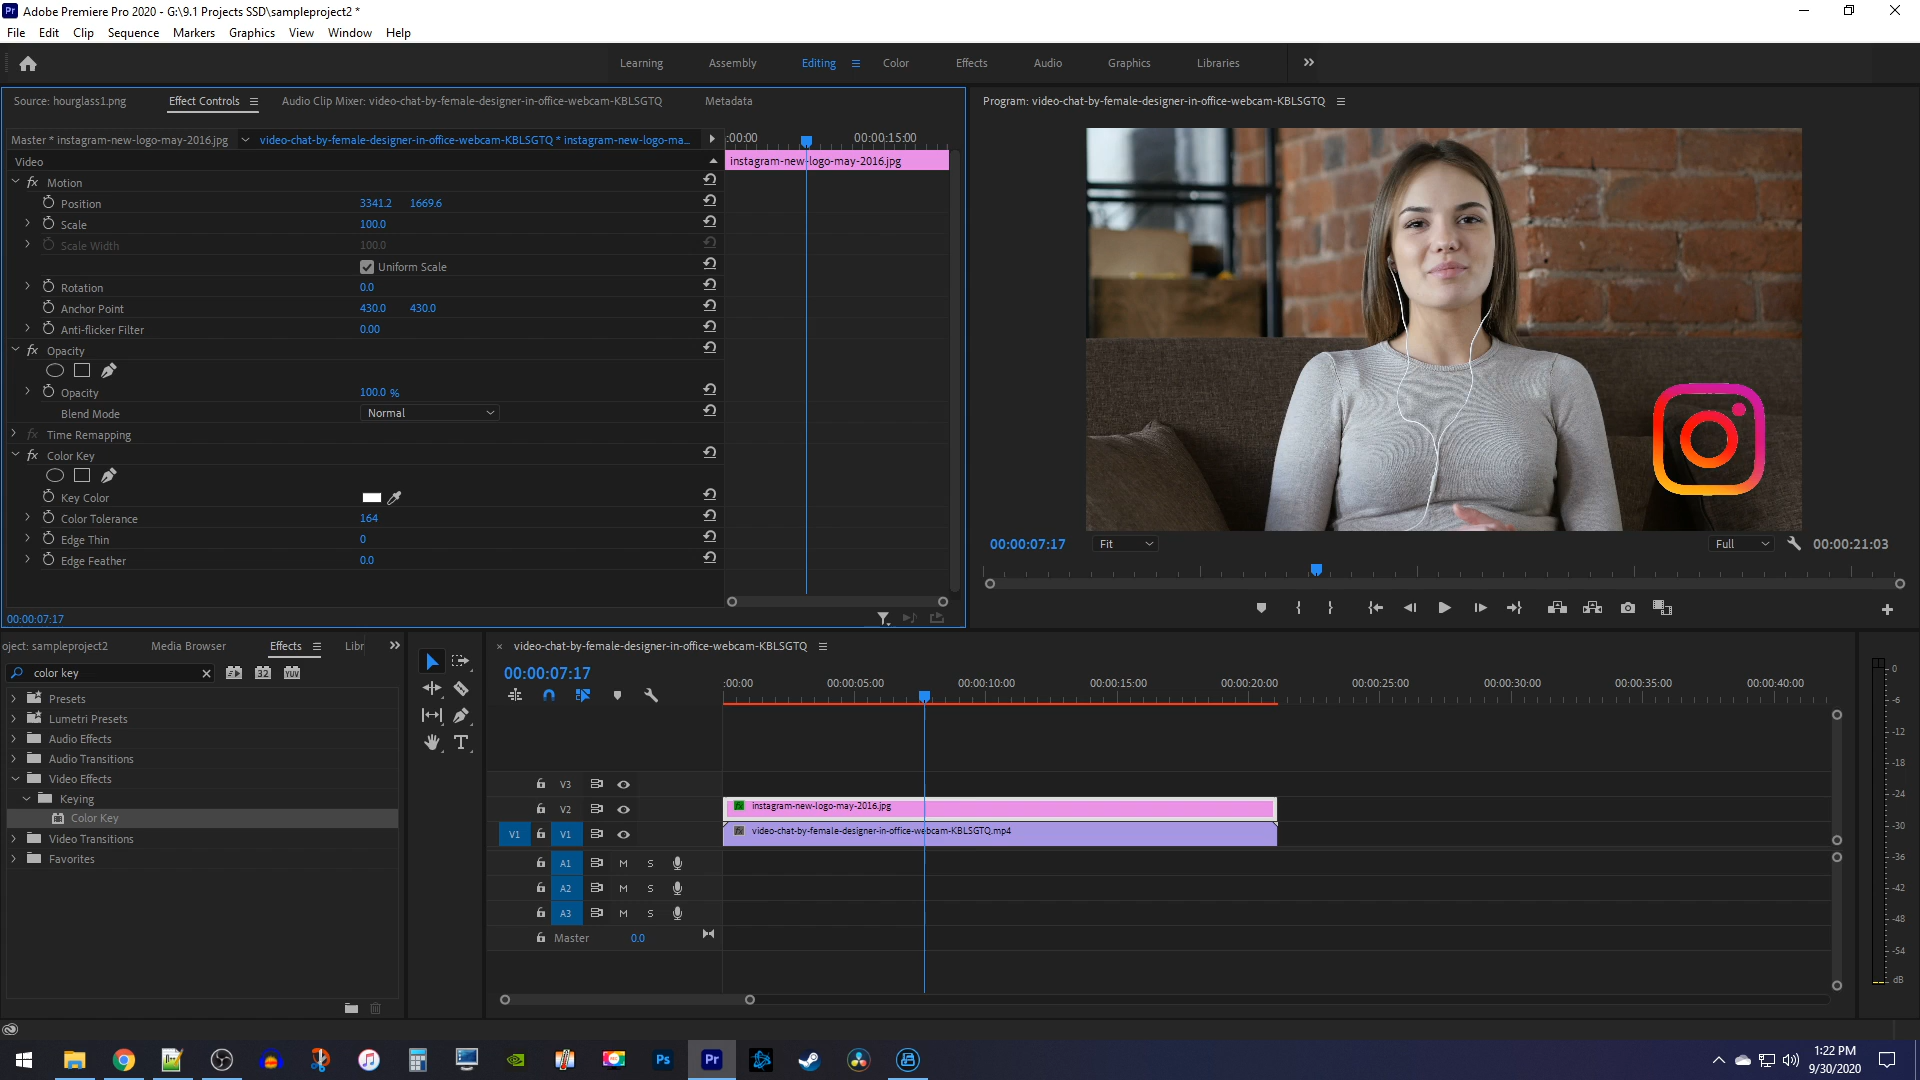 Pr Adobe Premiere Pro 2020 - G:\9.1 Projects SSD\sampleproject2 *
File Edit Clip Sequence Markers Graphics View Window Help
Learning Assembly Editing Color Effects Audio Graphics Libraries
Source: hourglass1.png Effect Controls Audio Clip Mixer: video-chat-by-female-designer-in-office-webcam-KBLSGTQ Metadata
Program: video-chat-by-female-designer-in-office-webcam-KBLSGTQ
Master * instagram-new-logo-may-2016.jpg video-chat-by-female-designer-in-office-webcam-KBLSGTQ * instagram-new-logo-ma...
:00:00 00:00:15:00
Video
instagram-new-logo-may-2016.jpg
fx Motion
Position 3341.2 1669.6
Scale 100.0
Scale Width 100.0
Uniform Scale
Rotation 0.0
Anchor Point 430.0 430.0
Anti-flicker Filter 0.00
fx Opacity
Opacity 100.0 %
Blend Mode Normal
fx Time Remapping
fx Color Key
Key Color
Color Tolerance 164
Edge Thin 0
Edge Feather 0.0
00:00:07:17
00:00:07:17 Fit Full 00:00:21:03
oject: sampleproject2 Media Browser Effects Libr
color key 32 YUV
Presets
Lumetri Presets
Audio Effects
Audio Transitions
Video Effects
Keying
Color Key
Video Transitions
Favorites
T
× video-chat-by-female-designer-in-office-webcam-KBLSGTQ
00:00:07:17
:00:00 00:00:05:00 00:00:10:00 00:00:15:00 00:00:20:00 00:00:25:00 00:00:30:00 00:00:35:00 00:00:40:00
V3
V2 fx instagram-new-logo-may-2016.jpg
V1 V1 fx video-chat-by-female-designer-in-office-webcam-KBLSGTQ.mp4
A1 M S
A2 M S
A3 M S
Master 0.0
0
-6
-12
-18
-24
-30
-36
-42
-48
-54
dB
Ps Pr
1:22 PM
9/30/2020